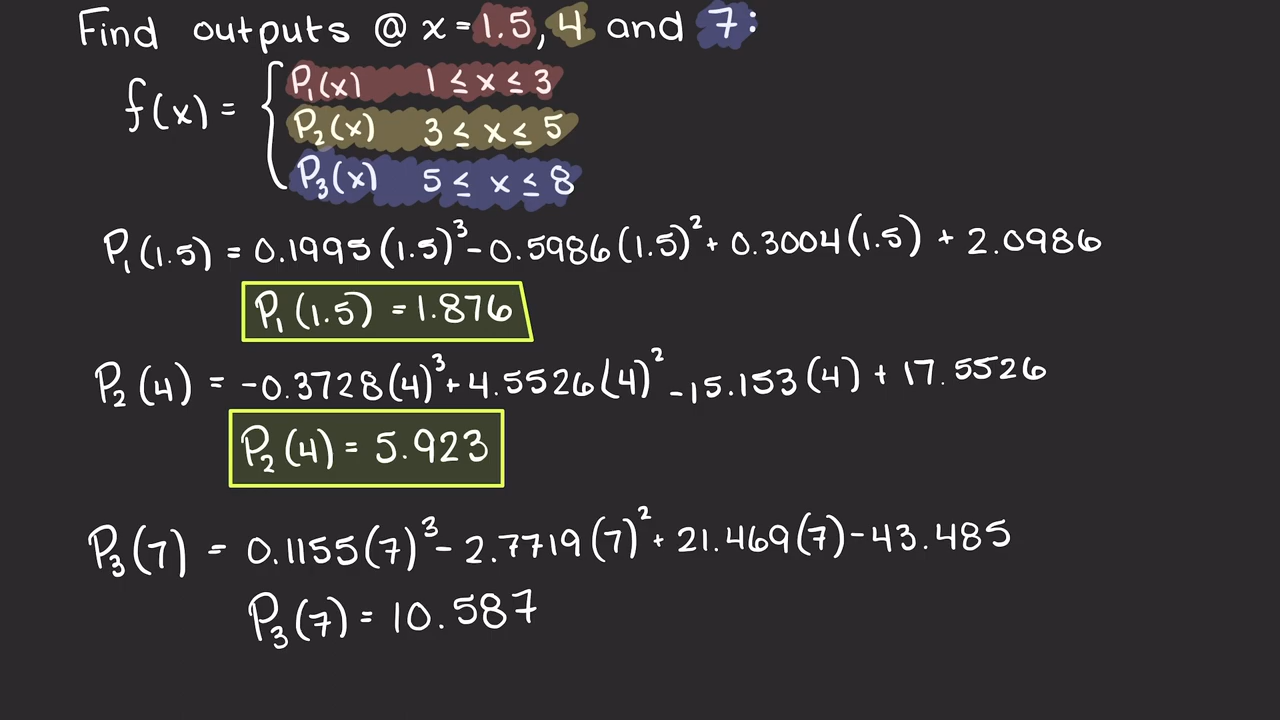 Find outputs @ x = 1.5, 4 and 7:
f(x) = { P₁(x) 1 ≤ x ≤ 3
P₂(x) 3 ≤ x ≤ 5
P₃(x) 5 ≤ x ≤ 8
P₁(1.5) = 0.1995(1.5)³ - 0.5986(1.5)² + 0.3004(1.5) + 2.0986
P₁(1.5) = 1.876
P₂(4) = -0.3728(4)³ + 4.5526(4)² - 15.153(4) + 17.5526
P₂(4) = 5.923
P₃(7) = 0.1155(7)³ - 2.7719(7)² + 21.469(7) - 43.485
P₃(7) = 10.587